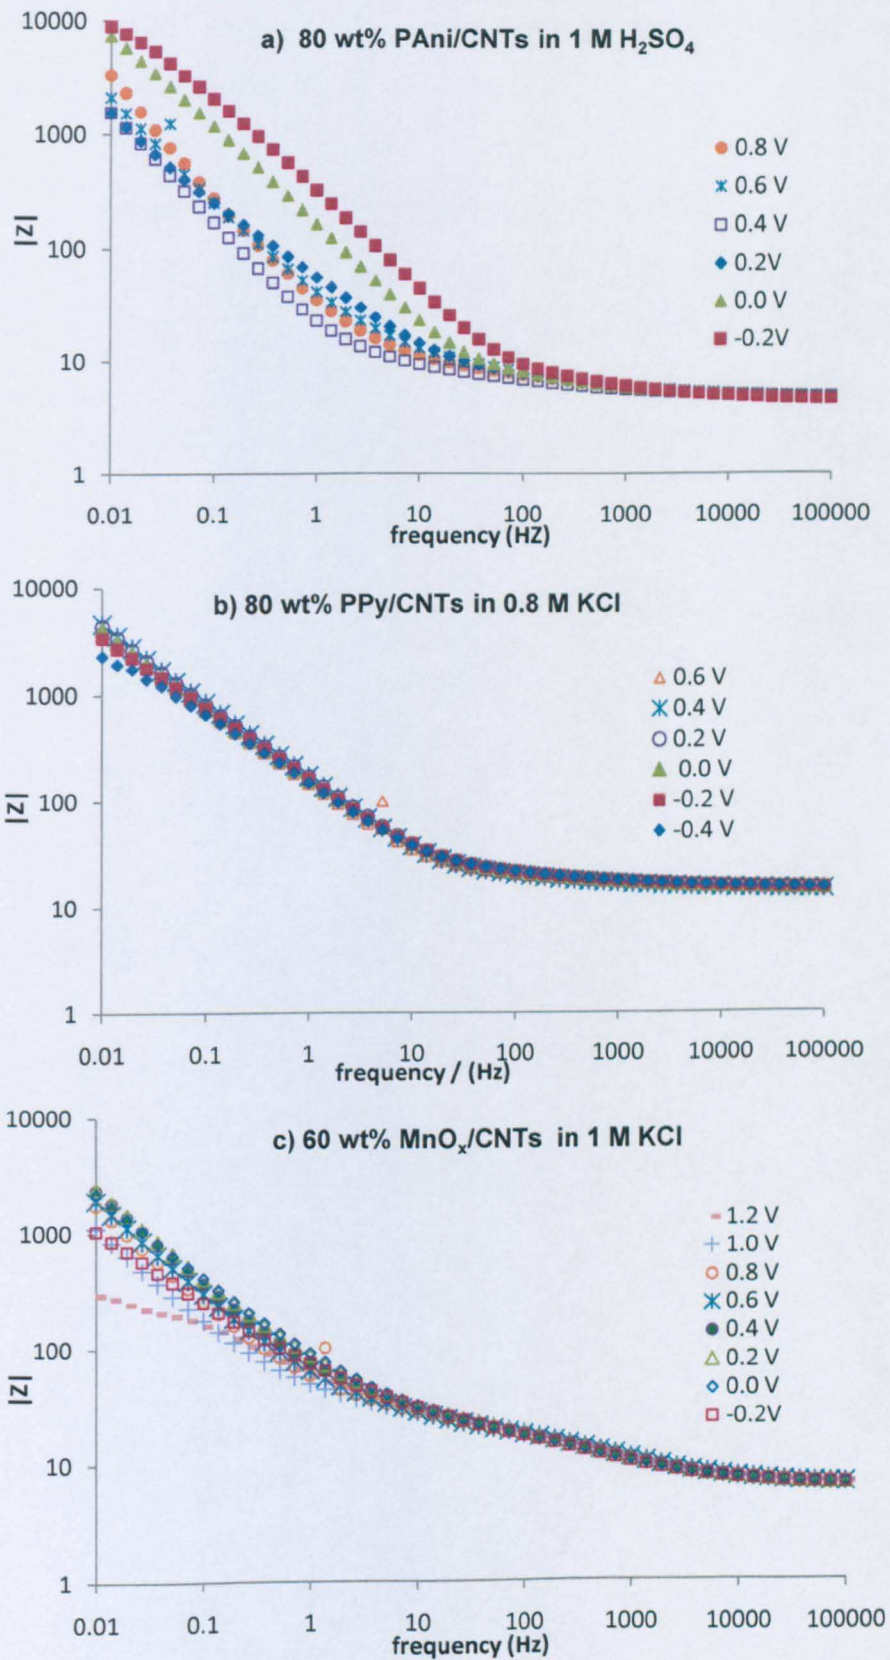 a) 80 wt% PAni/CNTs in 1 M H₂SO₄
10000
1000
100
10
1
|Z|
0.8 V
0.6 V
0.4 V
0.2V
0.0 V
-0.2V
0.01 0.1 1 10 100 1000 10000 100000
frequency (HZ)
b) 80 wt% PPy/CNTs in 0.8 M KCl
10000
1000
100
10
1
|Z|
0.6 V
0.4 V
0.2 V
0.0 V
-0.2 V
-0.4 V
0.01 0.1 1 10 100 1000 10000 100000
frequency / (Hz)
c) 60 wt% MnOₓ/CNTs in 1 M KCl
10000
1000
100
10
1
|Z|
1.2 V
1.0 V
0.8 V
0.6 V
0.4 V
0.2 V
0.0 V
-0.2V
0.01 0.1 1 10 100 1000 10000 100000
frequency (Hz)